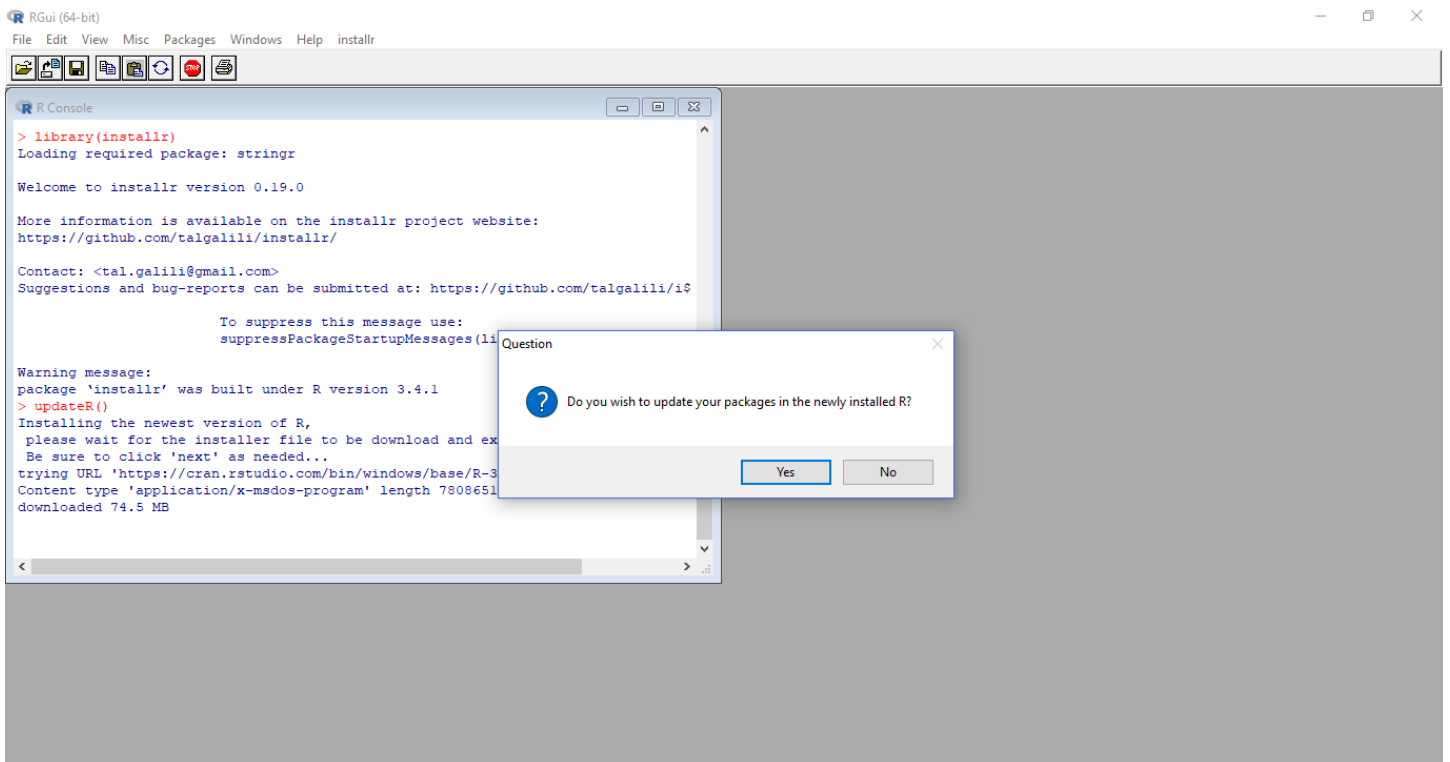 RGui (64-bit)
File Edit View Misc Packages Windows Help installr
STOP
R Console
> library(installr)
Loading required package: stringr
Welcome to installr version 0.19.0
More information is available on the installr project website:
https://github.com/talgalili/installr/
Contact: <tal.galili@gmail.com>
Suggestions and bug-reports can be submitted at: https://github.com/talgalili/i$
To suppress this message use:
suppressPackageStartupMessages(li
Warning message:
package ‘installr’ was built under R version 3.4.1
> updateR()
Installing the newest version of R,
please wait for the installer file to be download and ex
Be sure to click 'next' as needed...
trying URL 'https://cran.rstudio.com/bin/windows/base/R-3
Content type 'application/x-msdos-program' length 7808651
downloaded 74.5 MB
Question
Do you wish to update your packages in the newly installed R?
Yes No